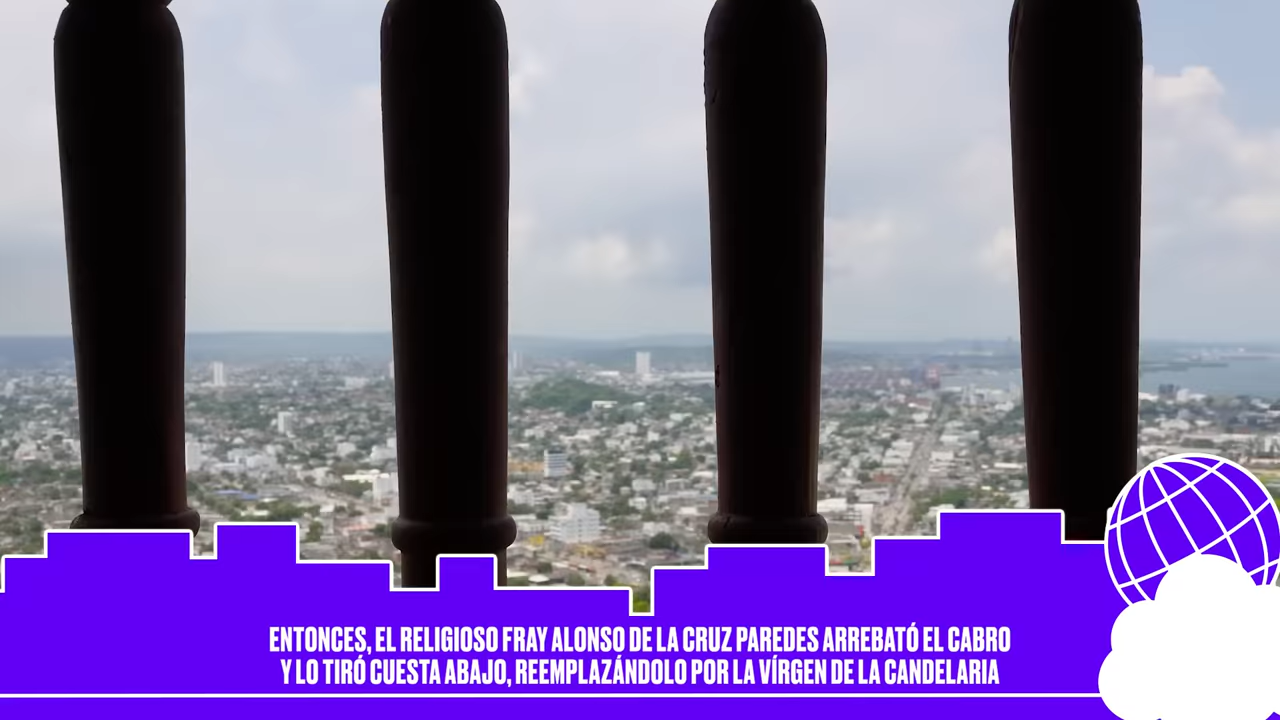 ENTONCES, EL RELIGIOSO FRAY ALONSO DE LA CRUZ PAREDES ARREBATÓ EL CABRO
Y LO TIRÓ CUESTA ABAJO, REEMPLAZÁNDOLO POR LA VÍRGEN DE LA CANDELARIA